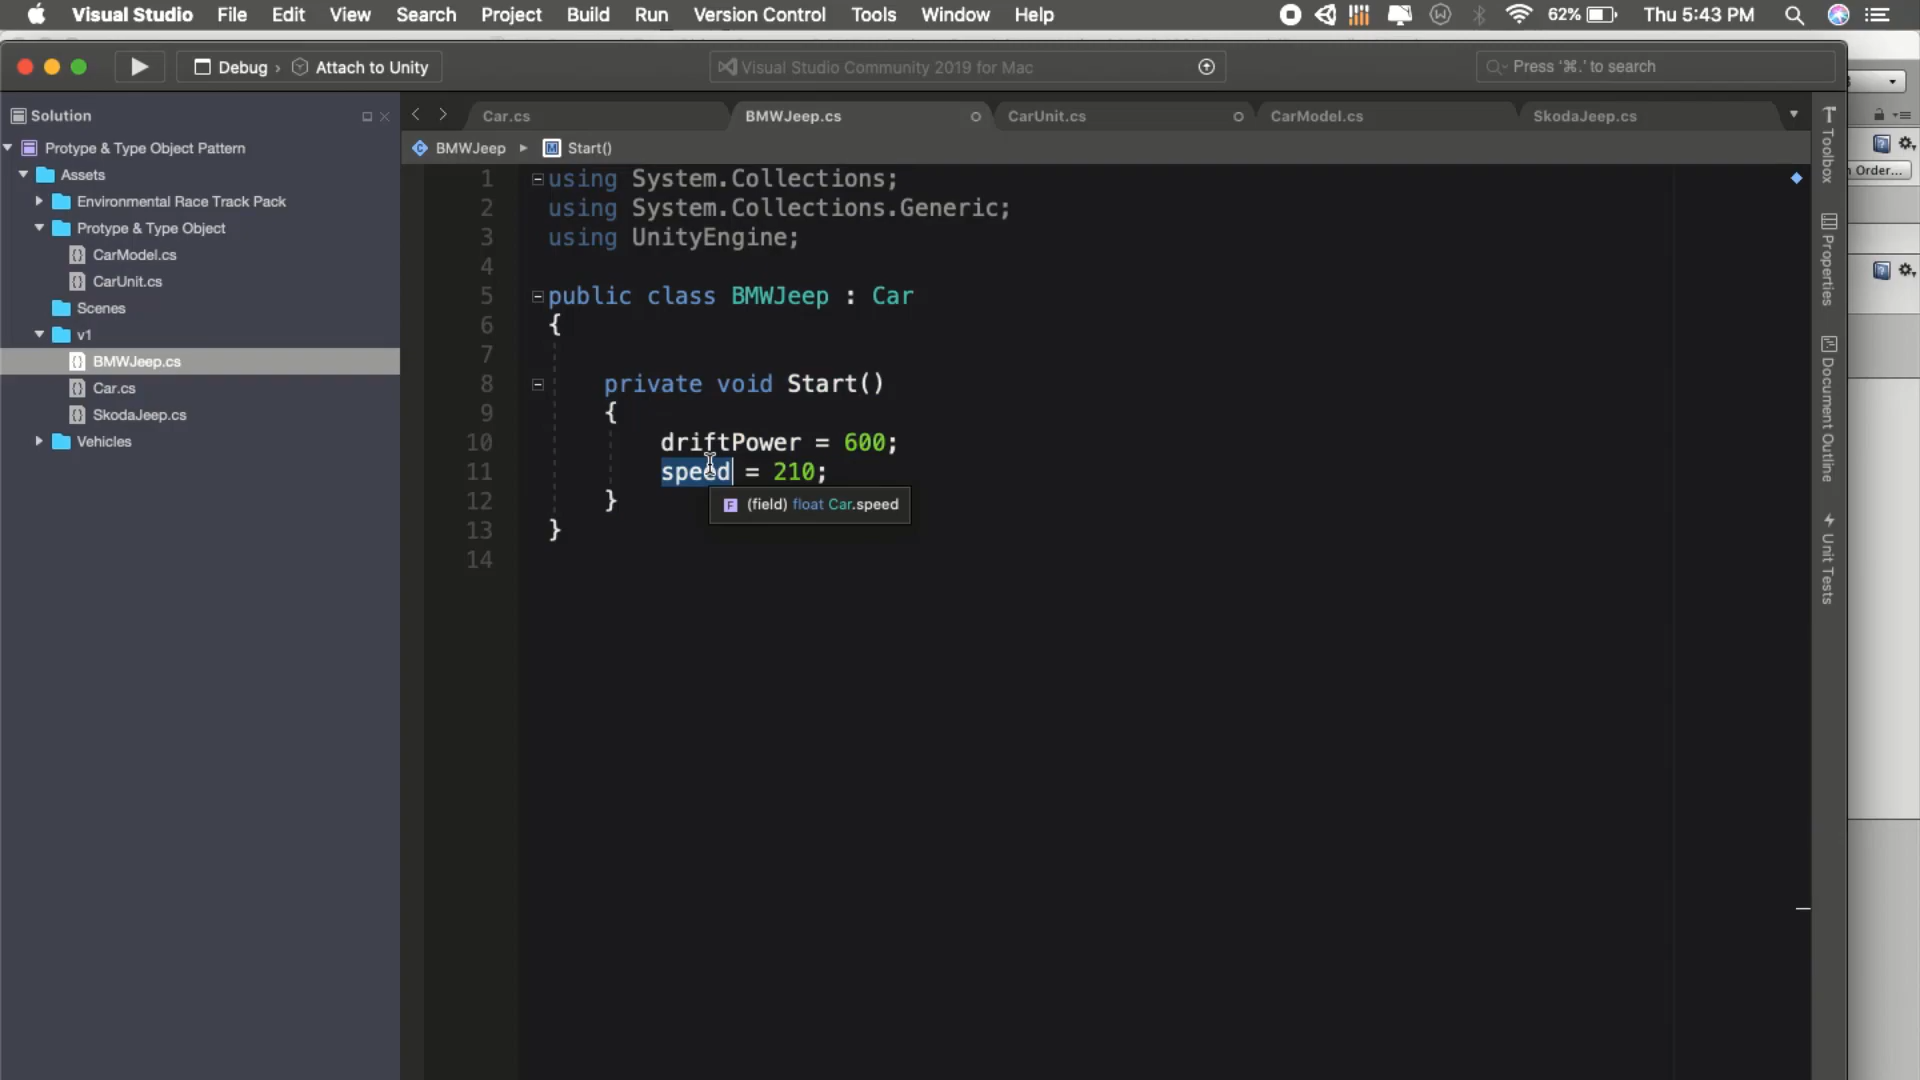 Visual Studio File Edit View Search Project Build Run Version Control Tools Window Help 62% Thu 5:43 PM
Debug › Attach to Unity
Visual Studio Community 2019 for Mac
Press ‘⌘.’ to search
Solution
Protype & Type Object Pattern
Assets
Environmental Race Track Pack
Protype & Type Object
CarModel.cs
CarUnit.cs
Scenes
v1
BMWJeep.cs
Car.cs
SkodaJeep.cs
Vehicles
Car.cs BMWJeep.cs CarUnit.cs CarModel.cs SkodaJeep.cs
BMWJeep Start()
1 using System.Collections;
2 using System.Collections.Generic;
3 using UnityEngine;
4
5 public class BMWJeep : Car
6 {
7
8 private void Start()
9 {
10 driftPower = 600;
11 speed = 210;
12 }
13 }
14
F (field) float Car.speed
Toolbox
Properties
Document Outline
Unit Tests
Order...